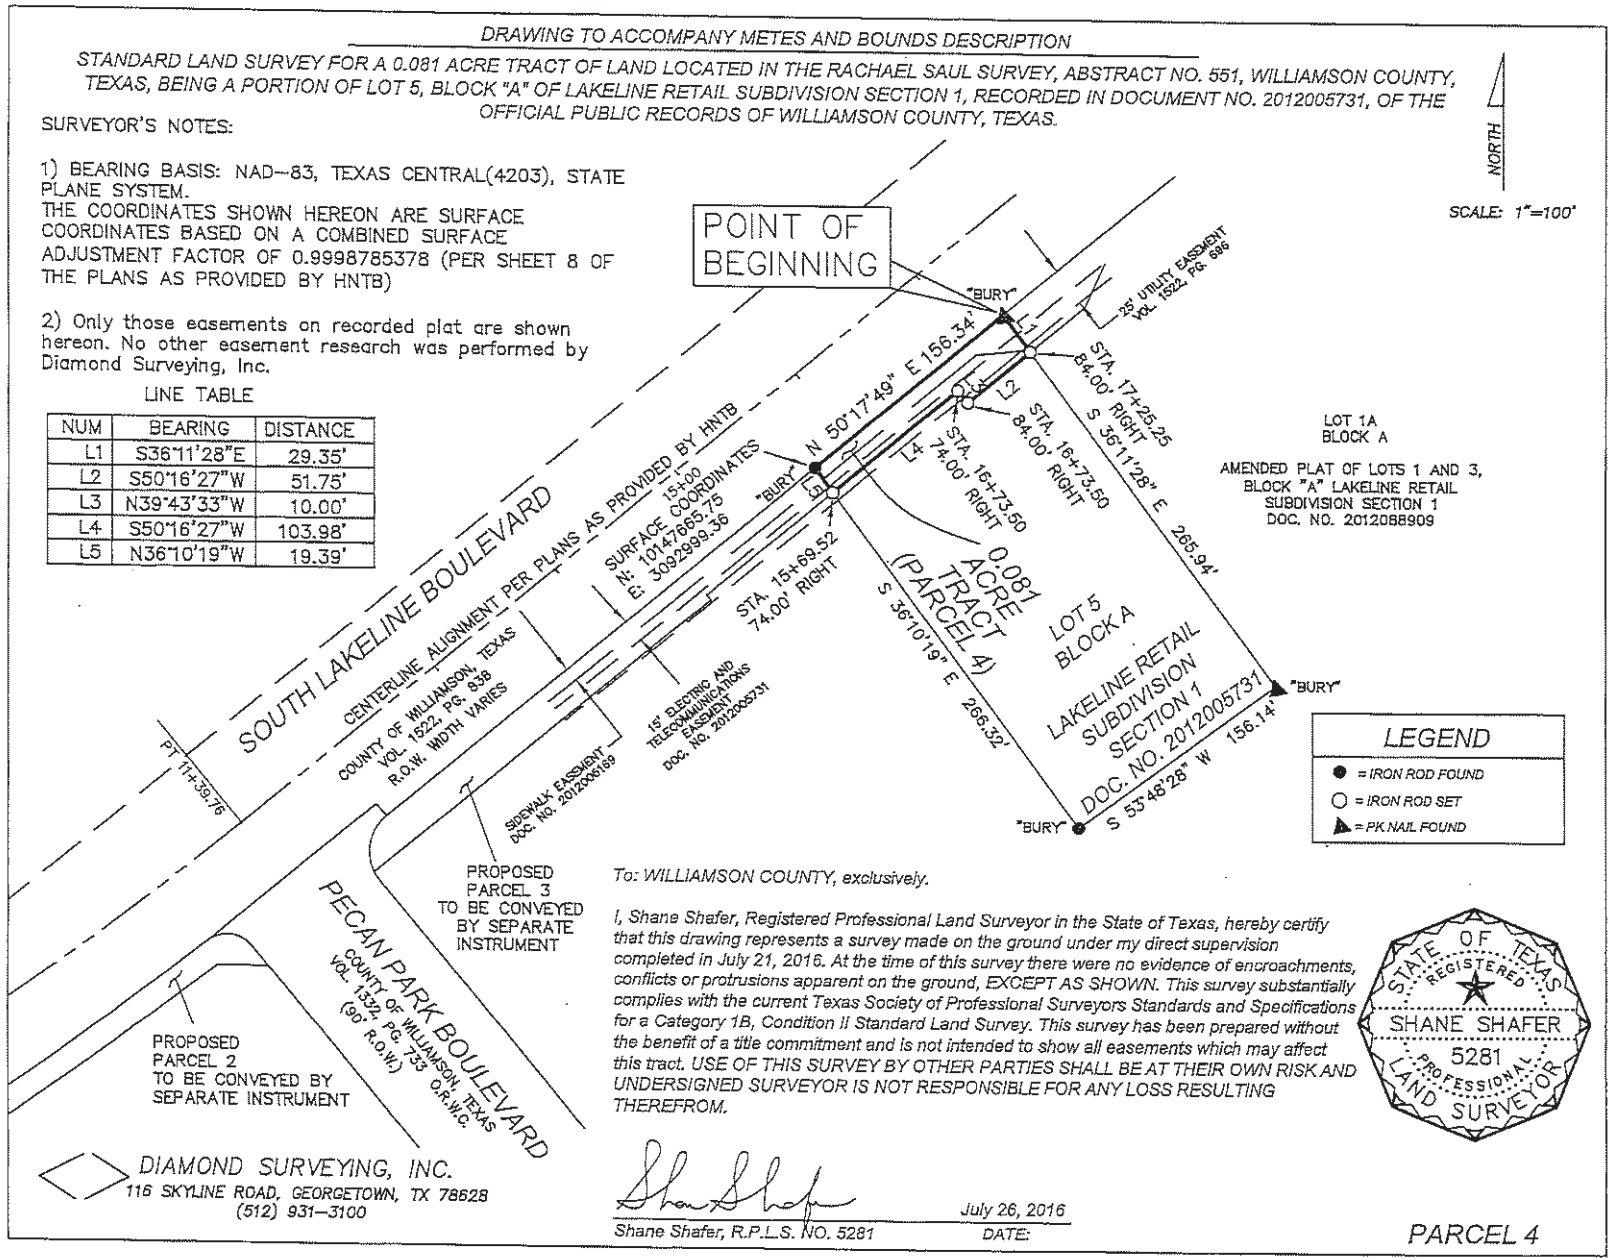 DRAWING TO ACCOMPANY METES AND BOUNDS DESCRIPTION
STANDARD LAND SURVEY FOR A 0.081 ACRE TRACT OF LAND LOCATED IN THE RACHAEL SAUL SURVEY, ABSTRACT NO. 551, WILLIAMSON COUNTY,
TEXAS, BEING A PORTION OF LOT 5, BLOCK "A" OF LAKELINE RETAIL SUBDIVISION SECTION 1, RECORDED IN DOCUMENT NO. 2012005731, OF THE
OFFICIAL PUBLIC RECORDS OF WILLIAMSON COUNTY, TEXAS.
SURVEYOR'S NOTES:
1) BEARING BASIS: NAD-83, TEXAS CENTRAL(4203), STATE
PLANE SYSTEM.
THE COORDINATES SHOWN HEREON ARE SURFACE
COORDINATES BASED ON A COMBINED SURFACE
ADJUSTMENT FACTOR OF 0.9998785378 (PER SHEET 8 OF
THE PLANS AS PROVIDED BY HNTB)
2) Only those easements on recorded plat are shown
hereon. No other easement research was performed by
Diamond Surveying, Inc.
LINE TABLE
NUM BEARING DISTANCE
L1 S36°11'28"E 29.35'
L2 S50°16'27"W 51.75'
L3 N39°43'33"W 10.00'
L4 S50°16'27"W 103.98'
L5 N36°10'19"W 19.39'
NORTH
SCALE: 1"=100'
POINT OF
BEGINNING
"BURY"
25' UTILITY EASEMENT
VOL. 1522, PG. 686
N 50°17'49" E 156.34'
L1
L2
L3
L4
L5
"BURY"
STA. 17+25.25
84.00' RIGHT
STA. 16+73.50
84.00' RIGHT
STA. 16+73.50
74.00' RIGHT
STA. 15+69.52
74.00' RIGHT
S 36°11'28" E 265.94'
S 36°10'19" E 266.32'
S 53°48'28" W 156.14'
0.081
ACRE
TRACT
(PARCEL 4)
LOT 5
BLOCK A
LAKELINE RETAIL
SUBDIVISION
SECTION 1
DOC. NO. 2012005731
"BURY"
"BURY"
LOT 1A
BLOCK A
AMENDED PLAT OF LOTS 1 AND 3,
BLOCK "A" LAKELINE RETAIL
SUBDIVISION SECTION 1
DOC. NO. 2012088909
15+00
SURFACE COORDINATES
N: 10147665.75
E: 3092999.36
SOUTH LAKELINE BOULEVARD
CENTERLINE ALIGNMENT PER PLANS AS PROVIDED BY HNTB
COUNTY OF WILLIAMSON, TEXAS
VOL. 1522, PG. 838
R.O.W. WIDTH VARIES
PT 11+39.76
15' ELECTRIC AND
TELECOMMUNICATIONS
EASEMENT
DOC. NO. 2012005731
SIDEWALK EASEMENT
DOC. NO. 2012006169
PROPOSED
PARCEL 3
TO BE CONVEYED
BY SEPARATE
INSTRUMENT
PECAN PARK BOULEVARD
COUNTY OF WILLIAMSON, TEXAS
VOL. 1332, PG. 733 O.R.W.C.
(90' R.O.W.)
PROPOSED
PARCEL 2
TO BE CONVEYED BY
SEPARATE INSTRUMENT
LEGEND
= IRON ROD FOUND
= IRON ROD SET
= PK NAIL FOUND
To: WILLIAMSON COUNTY, exclusively.
I, Shane Shafer, Registered Professional Land Surveyor in the State of Texas, hereby certify
that this drawing represents a survey made on the ground under my direct supervision
completed in July 21, 2016. At the time of this survey there were no evidence of encroachments,
conflicts or protrusions apparent on the ground, EXCEPT AS SHOWN. This survey substantially
complies with the current Texas Society of Professional Surveyors Standards and Specifications
for a Category 1B, Condition II Standard Land Survey. This survey has been prepared without
the benefit of a title commitment and is not intended to show all easements which may affect
this tract. USE OF THIS SURVEY BY OTHER PARTIES SHALL BE AT THEIR OWN RISK AND
UNDERSIGNED SURVEYOR IS NOT RESPONSIBLE FOR ANY LOSS RESULTING
THEREFROM.
STATE OF TEXAS
REGISTERED
SHANE SHAFER
5281
PROFESSIONAL
LAND SURVEYOR
DIAMOND SURVEYING, INC.
116 SKYLINE ROAD, GEORGETOWN, TX 78628
(512) 931-3100
Shane Shafer
July 26, 2016
Shane Shafer, R.P.L.S. NO. 5281
DATE:
PARCEL 4